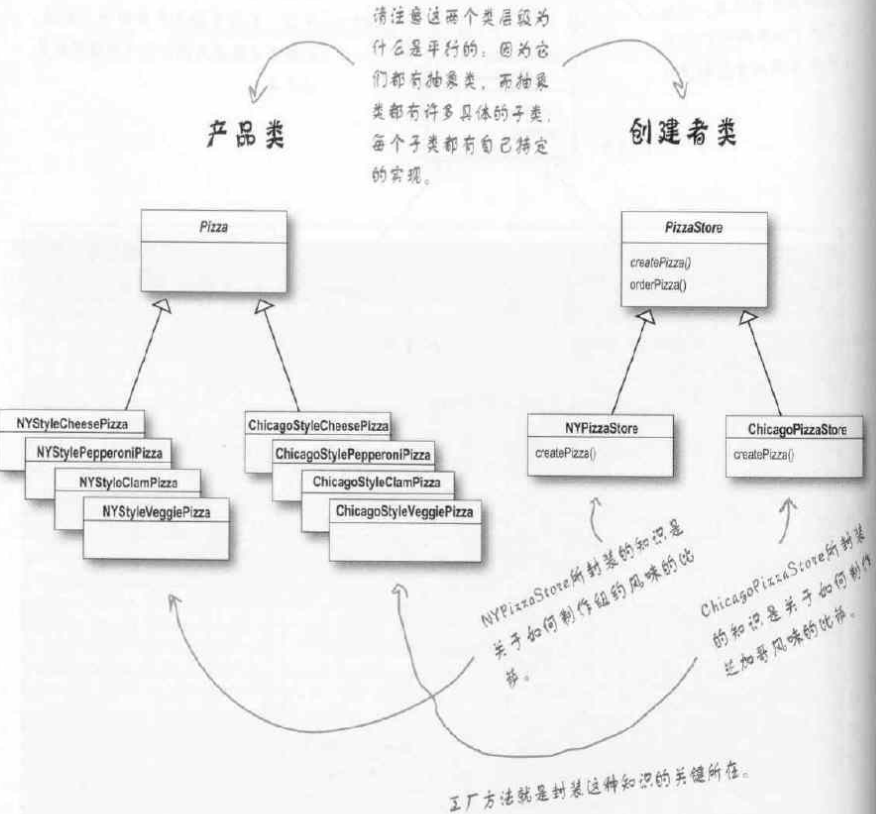 请注意这两个类层级为
什么是平行的:因为它
们都有抽象类,而抽象
类都有许多具体的子类,
每个子类都有自己特定
的实现。
产品类
创建者类
Pizza
PizzaStore
createPizza()
orderPizza()
NYStyleCheesePizza
NYStylePepperoniPizza
NYStyleClamPizza
NYStyleVeggiePizza
ChicagoStyleCheesePizza
ChicagoStylePepperoniPizza
ChicagoStyleClamPizza
ChicagoStyleVeggiePizza
NYPizzaStore
createPizza()
ChicagoPizzaStore
createPizza()
NYPizzaStore所封装的知识是
关于如何制作纽约风味的比
萨。
ChicagoPizzaStore所封装
的知识是关于如何制作
芝加哥风味的比萨。
工厂方法就是封装这种知识的关键所在。